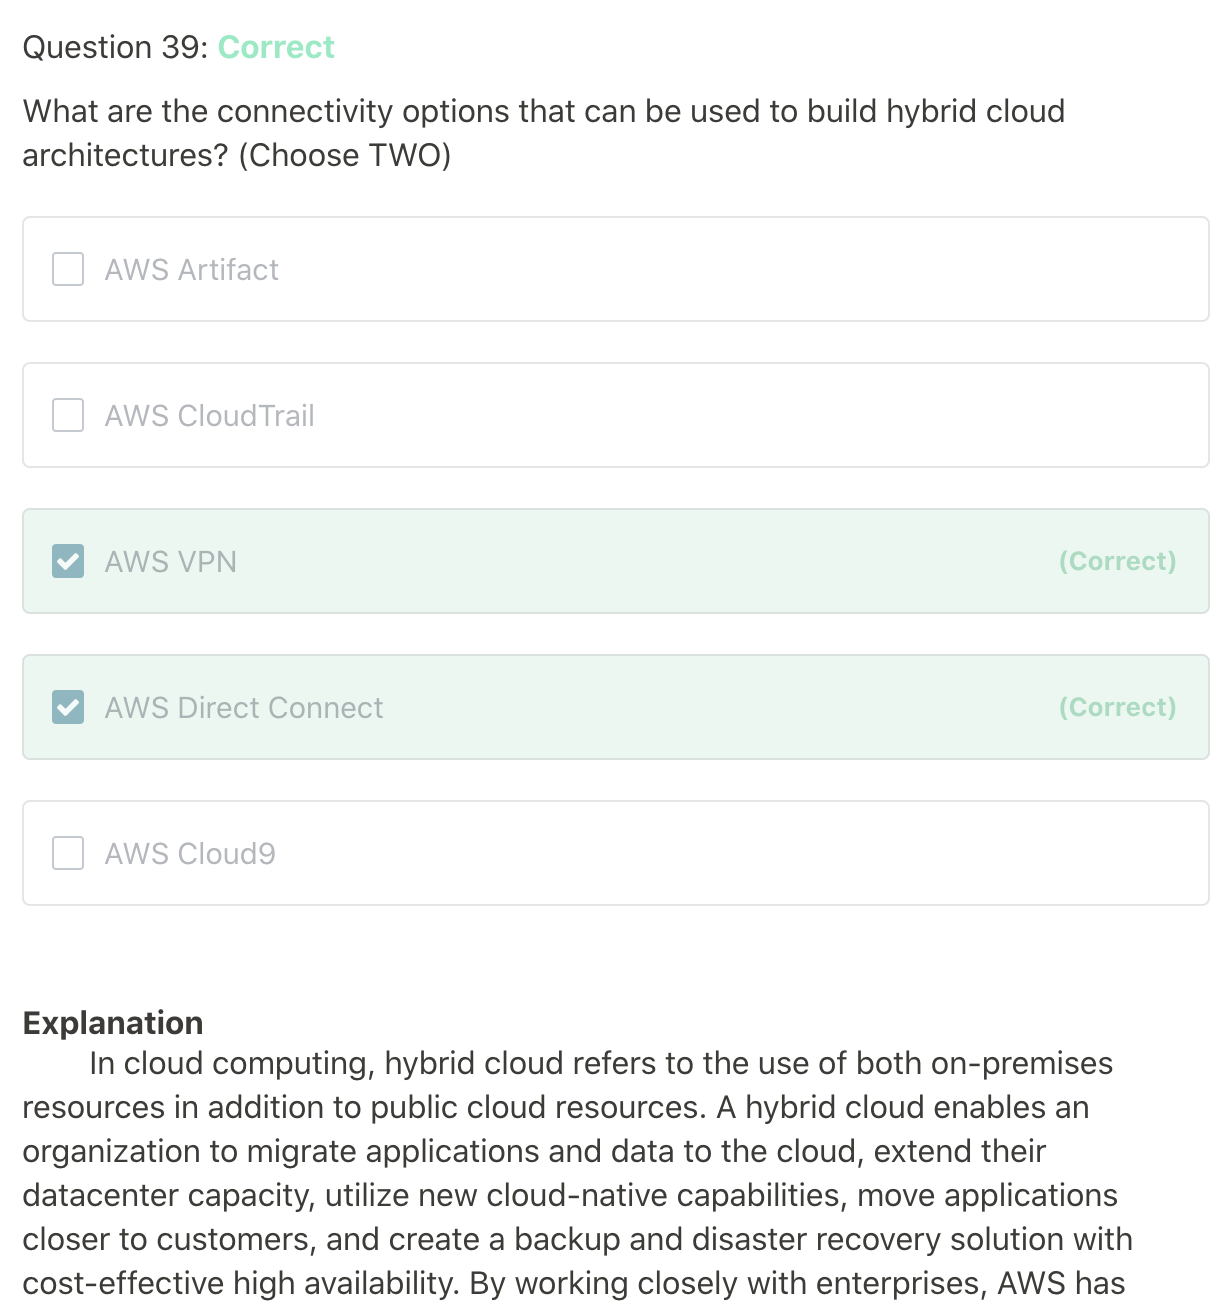 Question 39: Correct
What are the connectivity options that can be used to build hybrid cloud
architectures? (Choose TWO)
AWS Artifact
AWS CloudTrail
AWS VPN (Correct)
AWS Direct Connect (Correct)
AWS Cloud9
Explanation
In cloud computing, hybrid cloud refers to the use of both on-premises
resources in addition to public cloud resources. A hybrid cloud enables an
organization to migrate applications and data to the cloud, extend their
datacenter capacity, utilize new cloud-native capabilities, move applications
closer to customers, and create a backup and disaster recovery solution with
cost-effective high availability. By working closely with enterprises, AWS has